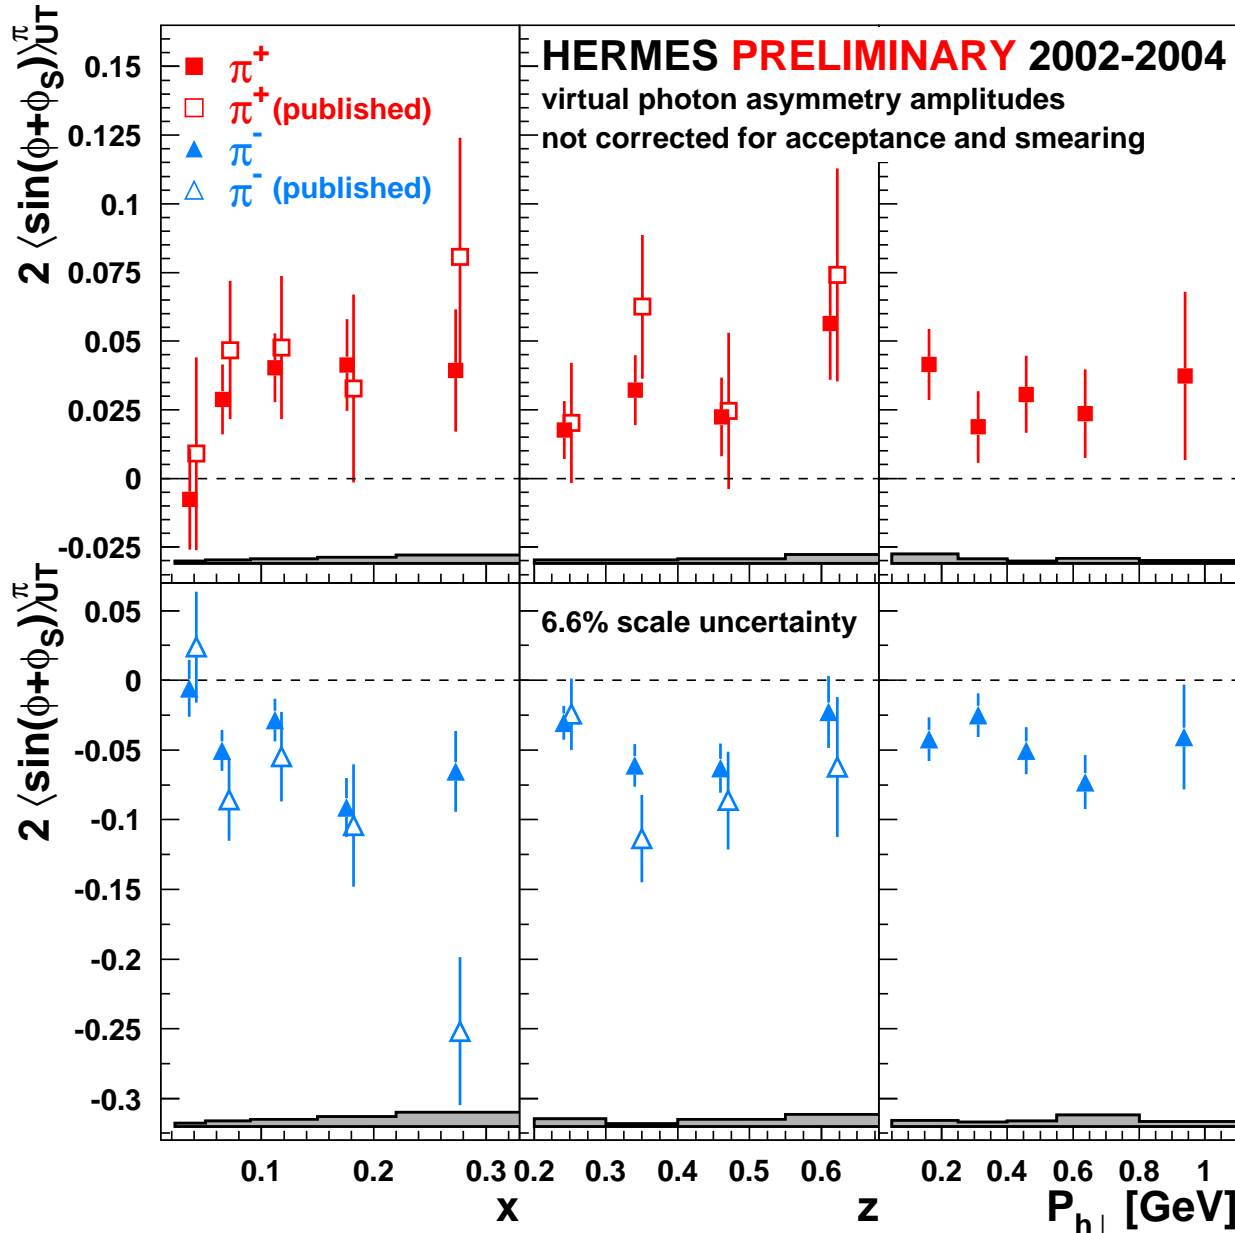 HERMES PRELIMINARY 2002-2004
virtual photon asymmetry amplitudes
not corrected for acceptance and smearing
π+
π+ (published)
π-
π- (published)
2 ⟨sin(ϕ+ϕS)⟩πUT
0.15
0.125
0.1
0.075
0.05
0.025
0
-0.025
6.6% scale uncertainty
2 ⟨sin(ϕ+ϕS)⟩πUT
0.05
0
-0.05
-0.1
-0.15
-0.2
-0.25
-0.3
0.1 0.2 0.3
0.2 0.3 0.4 0.5 0.6
0.2 0.4 0.6 0.8 1
x
z
Ph⊥ [GeV]